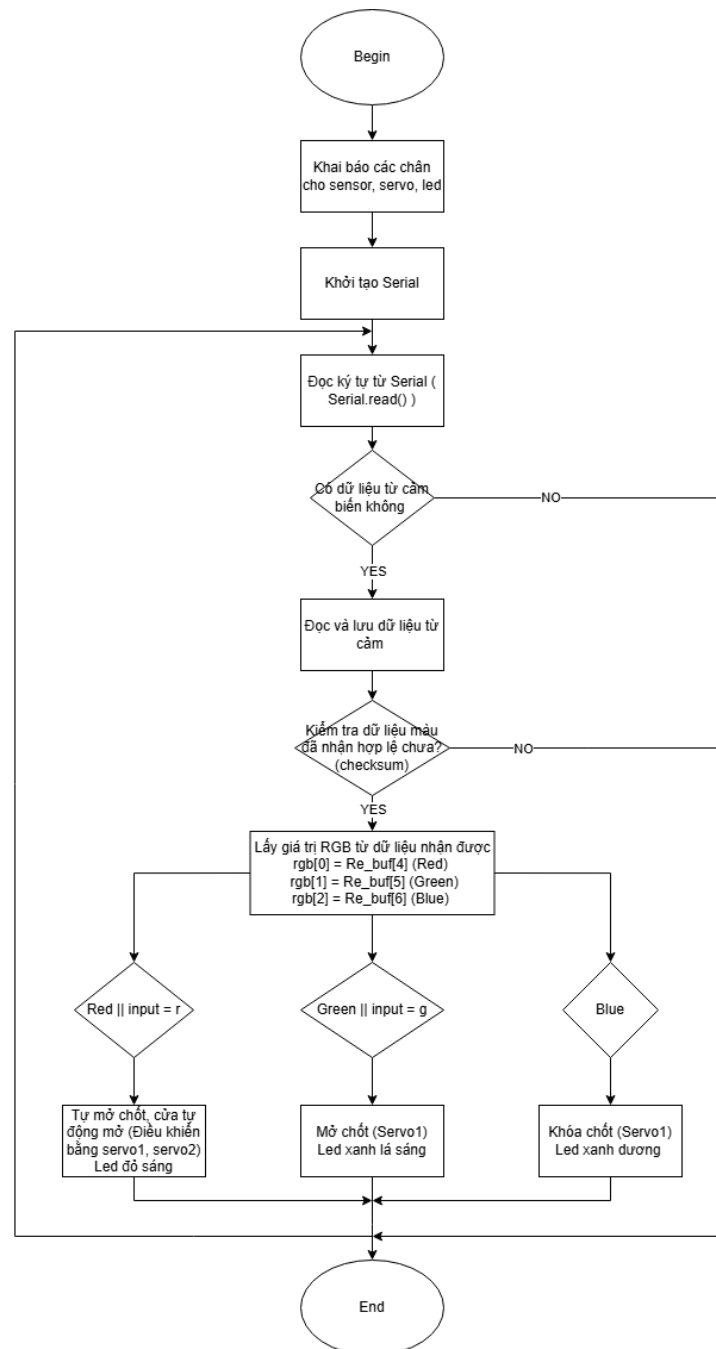 Begin
Khai báo các chân
cho sensor, servo, led
Khởi tạo Serial
Đọc ký tự từ Serial (
Serial.read() )
Có dữ liệu từ cảm
biến không
NO
YES
Đọc và lưu dữ liệu từ
cảm
Kiểm tra dữ liệu màu
đã nhận hợp lệ chưa?
(checksum)
NO
YES
Lấy giá trị RGB từ dữ liệu nhận được
rgb[0] = Re_buf[4] (Red)
rgb[1] = Re_buf[5] (Green)
rgb[2] = Re_buf[6] (Blue)
Red || input = r
Green || input = g
Blue
Tự mở chốt, cửa tự
động mở (Điều khiến
bằng servo1, servo2)
Led đỏ sáng
Mở chốt (Servo1)
Led xanh lá sáng
Khóa chốt (Servo1)
Led xanh dương
End